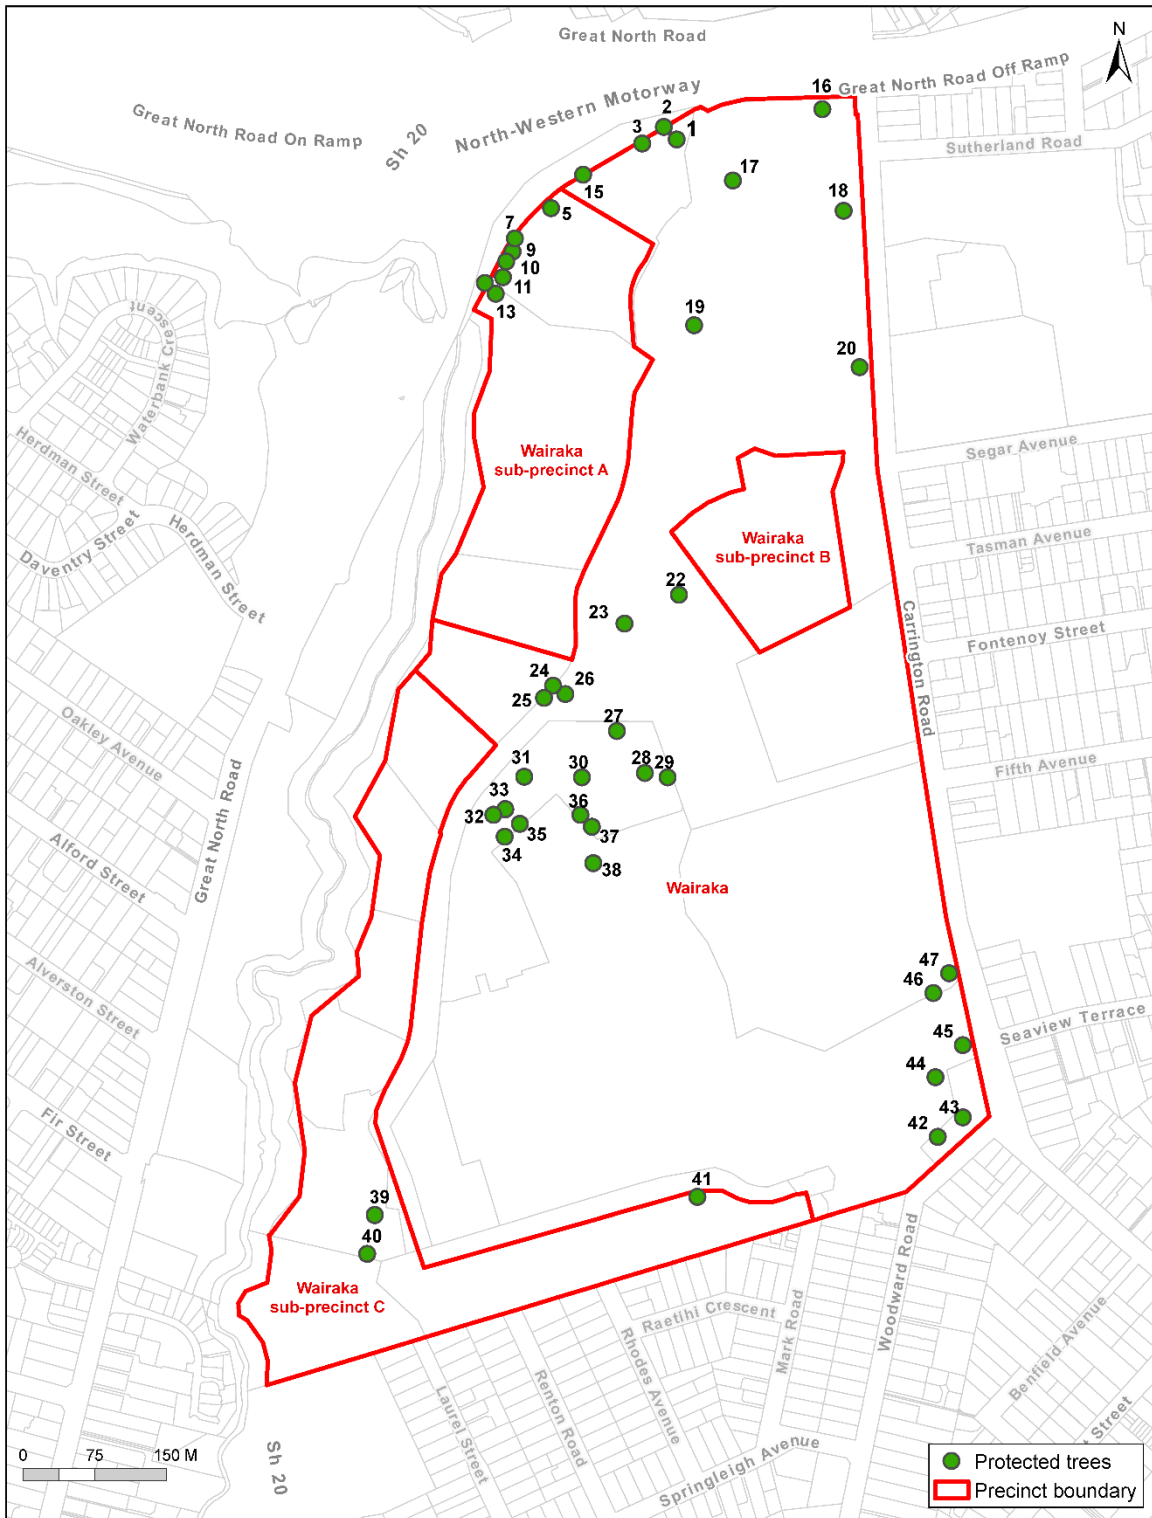 Great North Road
N
Great North Road Off Ramp
North-Western Motorway
Great North Road On Ramp
Sh 20
Sutherland Road
16
2
3
1
17
15
18
5
7
9
10
11
13
19
20
Waterbank Crescent
Herdman Street
Daventry Street
Herdman Street
Segar Avenue
Wairaka
sub-precinct A
Tasman Avenue
Wairaka
sub-precinct B
22
23
Carrington Road
Fontenoy Street
24
26
25
Oakley Avenue
27
Great North Road
Fifth Avenue
31
30
28
29
33
32
36
35
37
34
38
Alford Street
Wairaka
Alverston Street
47
46
Seaview Terrace
45
44
43
42
Fir Street
41
39
40
Wairaka
sub-precinct C
Woodward Road
Raetihi Crescent
Mark Road
Rhodes Avenue
Benfield Avenue
Renton Road
Laurel Street
Springleigh Avenue
Street
Sh 20
0 75 150 M
Protected trees
Precinct boundary